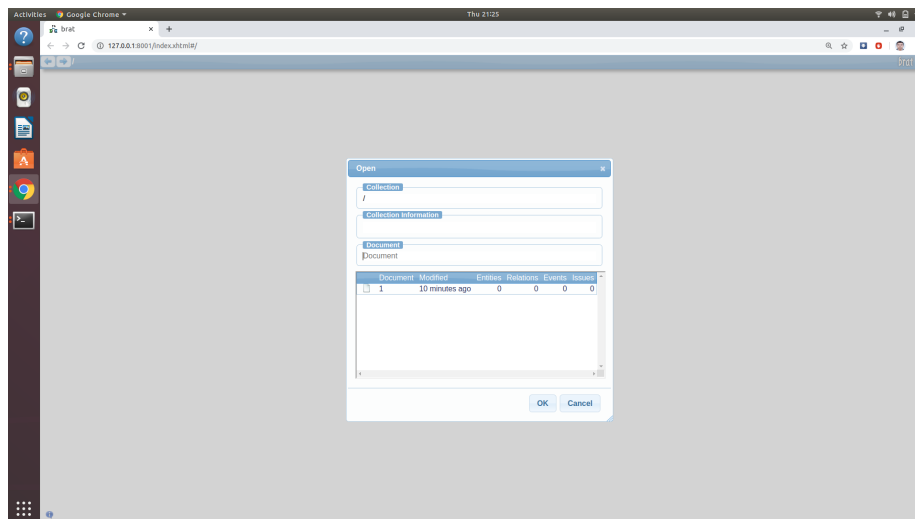 Activities Google Chrome Thu 21:25
brat
127.0.0.1:8001/index.xhtml#/
/ brat
Open
Collection
/
Collection Information
Document
Document
Document Modified Entities Relations Events Issues
1 10 minutes ago 0 0 0 0
OK Cancel